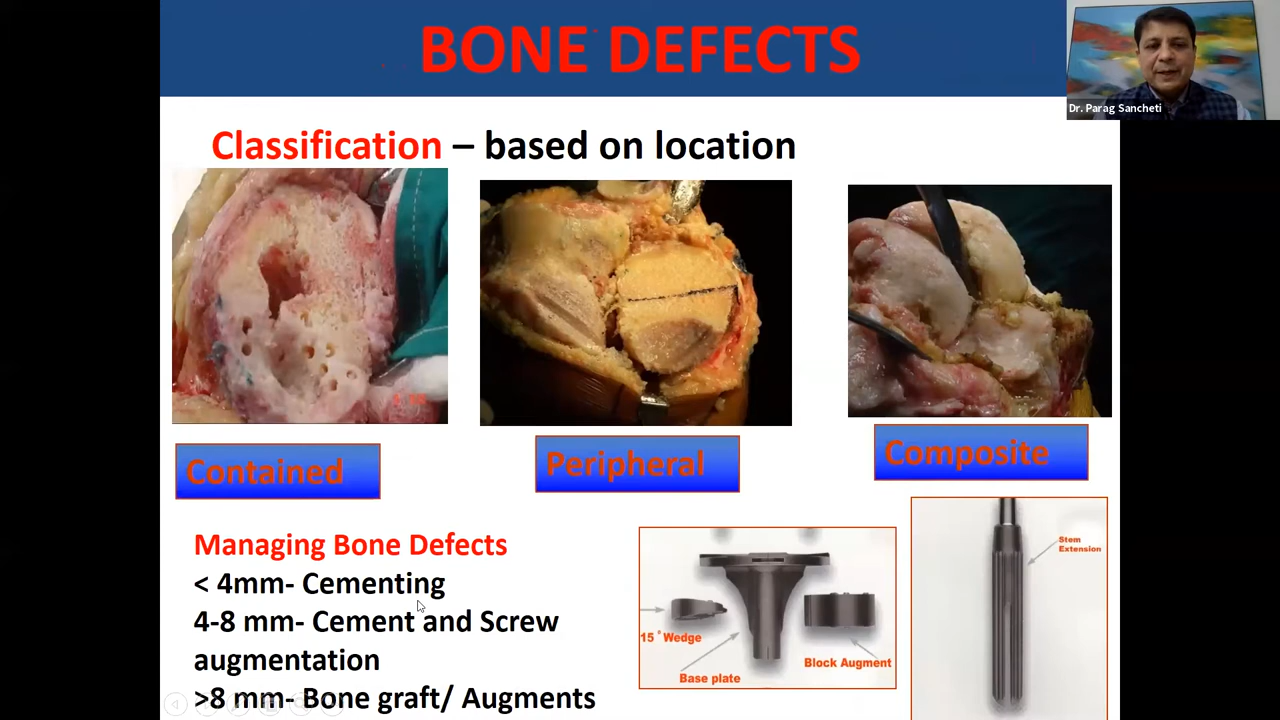 BONE DEFECTS
Dr. Parag Sancheti
Classification – based on location
Contained
Peripheral
Composite
Managing Bone Defects
< 4mm- Cementing
4-8 mm- Cement and Screw
augmentation
>8 mm- Bone graft/ Augments
15° Wedge
Base plate
Block Augment
Stem
Extension